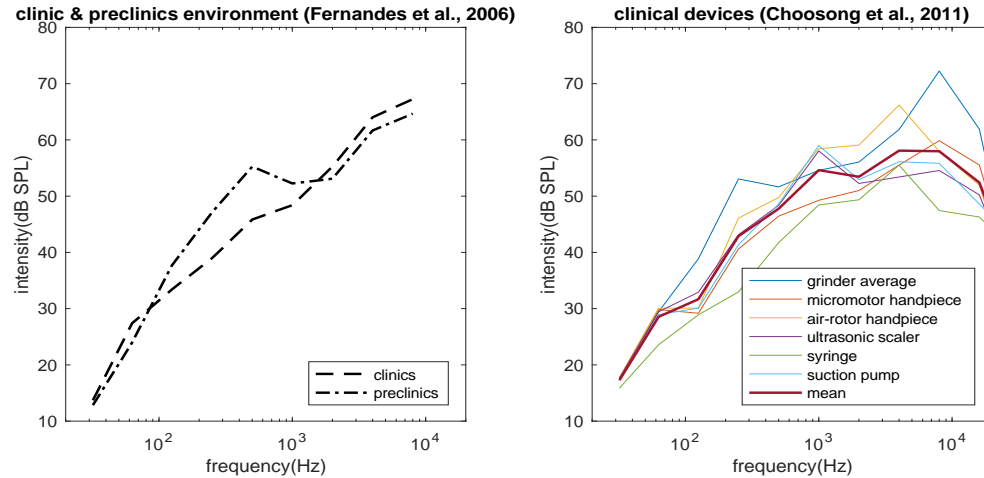 clinic & preclinics environment (Fernandes et al., 2006)
80
70
60
50
40
30
20
10
intensity(dB SPL)
10^2
10^3
10^4
frequency(Hz)
clinics
preclinics
clinical devices (Choosong et al., 2011)
80
70
60
50
40
30
20
10
intensity(dB SPL)
10^2
10^3
10^4
frequency(Hz)
grinder average
micromotor handpiece
air-rotor handpiece
ultrasonic scaler
syringe
suction pump
mean